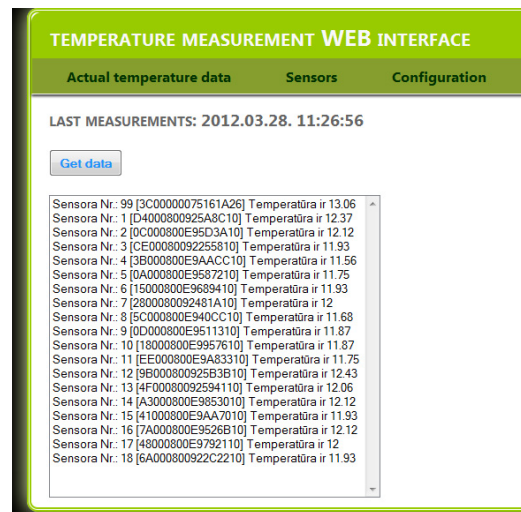 TEMPERATURE MEASUREMENT WEB INTERFACE
Actual temperature data Sensors Configuration
LAST MEASUREMENTS: 2012.03.28. 11:26:56
Get data
Sensora Nr.: 99 [3C00000075161A26] Temperatūra ir 13.06
Sensora Nr.: 1 [D4000800925A8C10] Temperatūra ir 12.37
Sensora Nr.: 2 [0C000800E95D3A10] Temperatūra ir 12.12
Sensora Nr.: 3 [CE00080092255810] Temperatūra ir 11.93
Sensora Nr.: 4 [3B000800E9AACC10] Temperatūra ir 11.56
Sensora Nr.: 5 [0A000800E9587210] Temperatūra ir 11.75
Sensora Nr.: 6 [15000800E9689410] Temperatūra ir 11.93
Sensora Nr.: 7 [2800080092481A10] Temperatūra ir 12
Sensora Nr.: 8 [5C000800E940CC10] Temperatūra ir 11.68
Sensora Nr.: 9 [0D000800E9511310] Temperatūra ir 11.87
Sensora Nr.: 10 [18000800E9957610] Temperatūra ir 11.87
Sensora Nr.: 11 [EE000800E9A83310] Temperatūra ir 11.75
Sensora Nr.: 12 [9B000800925B3B10] Temperatūra ir 12.43
Sensora Nr.: 13 [4F00080092594110] Temperatūra ir 12.06
Sensora Nr.: 14 [A3000800E9853010] Temperatūra ir 12.12
Sensora Nr.: 15 [41000800E9AA7010] Temperatūra ir 11.93
Sensora Nr.: 16 [7A000800E9526B10] Temperatūra ir 12.12
Sensora Nr.: 17 [48000800E9792110] Temperatūra ir 12
Sensora Nr.: 18 [6A000800922C2210] Temperatūra ir 11.93